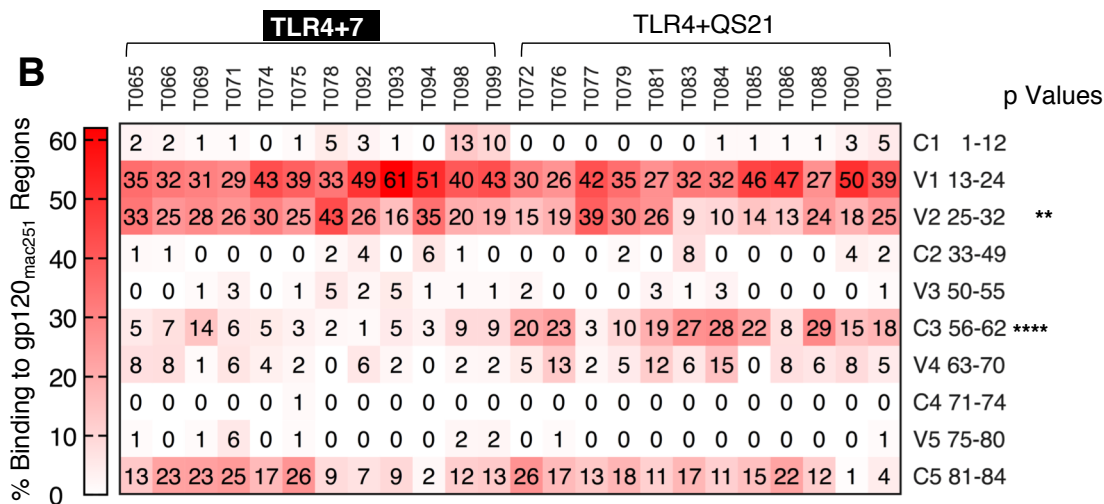 TLR4+7 TLR4+QS21
B
T065 T066 T069 T071 T074 T075 T078 T092 T093 T094 T098 T099 T072 T076 T077 T079 T081 T083 T084 T085 T086 T088 T090 T091
p Values
% Binding to gp120mac251 Regions
60
50
40
30
20
10
0
2 2 1 1 0 1 5 3 1 0 13 10 0 0 0 0 0 0 1 1 1 1 3 5 C1 1-12
35 32 31 29 43 39 33 49 61 51 40 43 30 26 42 35 27 32 32 46 47 27 50 39 V1 13-24
33 25 28 26 30 25 43 26 16 35 20 19 15 19 39 30 26 9 10 14 13 24 18 25 V2 25-32 **
1 1 0 0 0 0 2 4 0 6 1 0 0 0 0 2 0 8 0 0 0 0 4 2 C2 33-49
0 0 1 3 0 1 5 2 5 1 1 1 2 0 0 0 3 1 3 0 0 0 0 1 V3 50-55
5 7 14 6 5 3 2 1 5 3 9 9 20 23 3 10 19 27 28 22 8 29 15 18 C3 56-62 ****
8 8 1 6 4 2 0 6 2 0 2 2 5 13 2 5 12 6 15 0 8 6 8 5 V4 63-70
0 0 0 0 0 1 0 0 0 0 0 0 0 0 0 0 0 0 0 0 0 0 0 0 C4 71-74
1 0 1 6 0 1 0 0 0 0 2 2 0 1 0 0 0 0 0 0 0 0 0 1 V5 75-80
13 23 23 25 17 26 9 7 9 2 12 13 26 17 13 18 11 17 11 15 22 12 1 4 C5 81-84